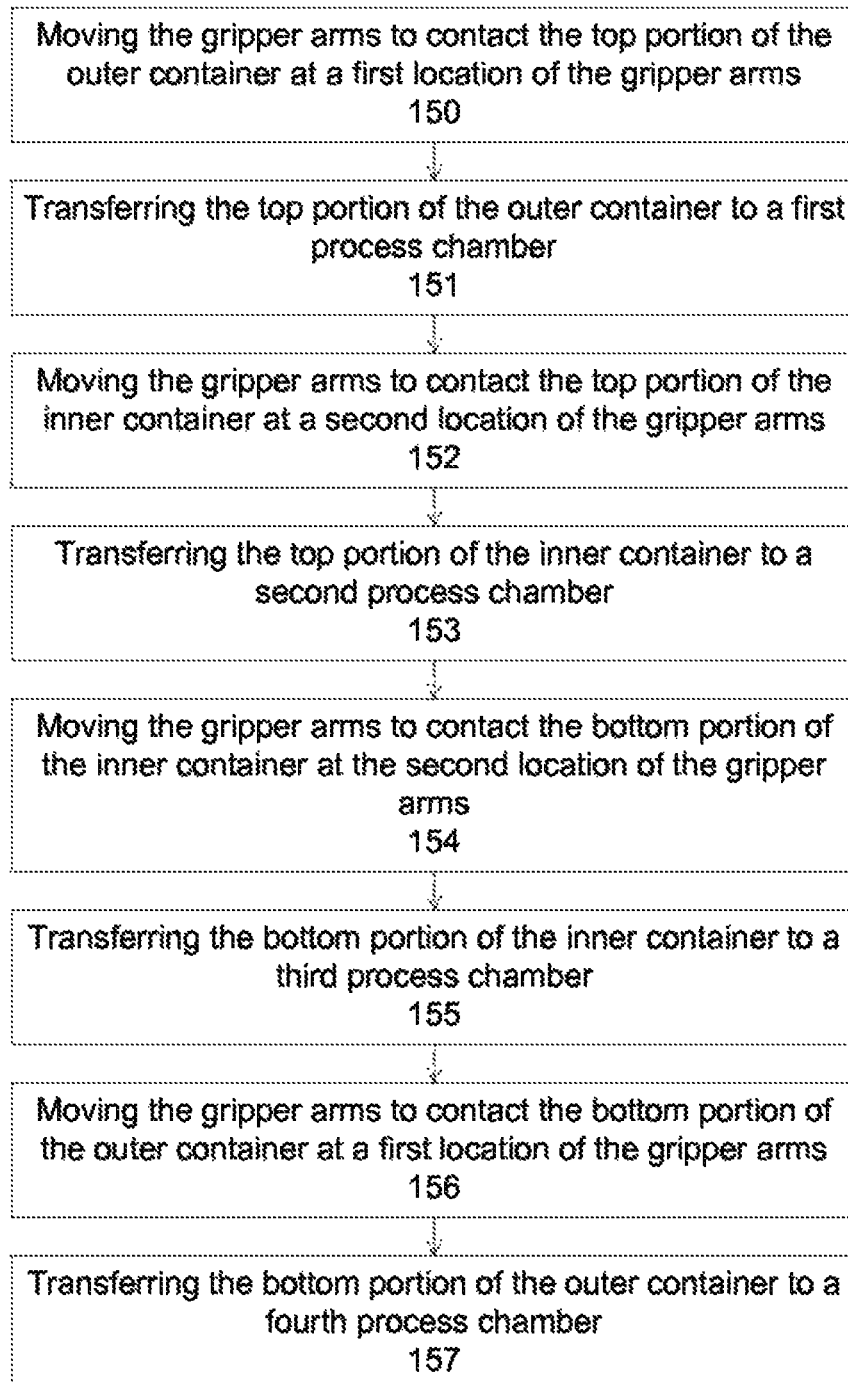 Moving the gripper arms to contact the top portion of the
outer container at a first location of the gripper arms
150
Transferring the top portion of the outer container to a first
process chamber
151
Moving the gripper arms to contact the top portion of the
inner container at a second location of the gripper arms
152
Transferring the top portion of the inner container to a
second process chamber
153
Moving the gripper arms to contact the bottom portion of
the inner container at the second location of the gripper
arms
154
Transferring the bottom portion of the inner container to a
third process chamber
155
Moving the gripper arms to contact the bottom portion of
the outer container at a first location of the gripper arms
156
Transferring the bottom portion of the outer container to a
fourth process chamber
157